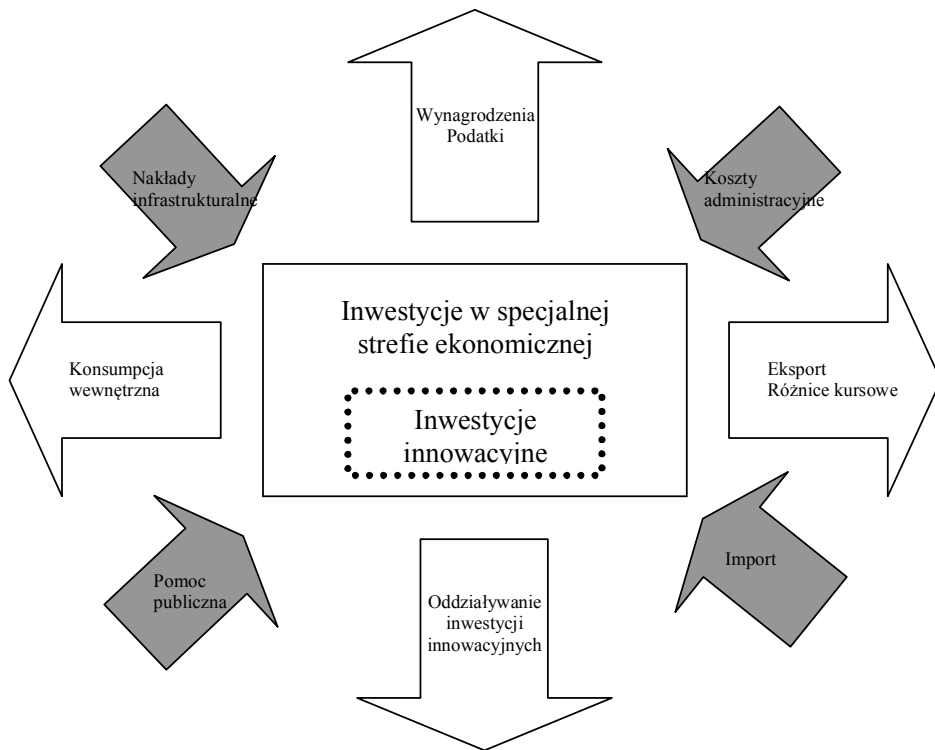 Wynagrodzenia
Podatki
Nakłady
infrastrukturalne
Koszty
administracyjne
Inwestycje w specjalnej
strefie ekonomicznej
Konsumpcja
wewnętrzna
Eksport
Różnice kursowe
Inwestycje
innowacyjne
Pomoc
publiczna
Import
Oddziaływanie
inwestycji
innowacyjnych